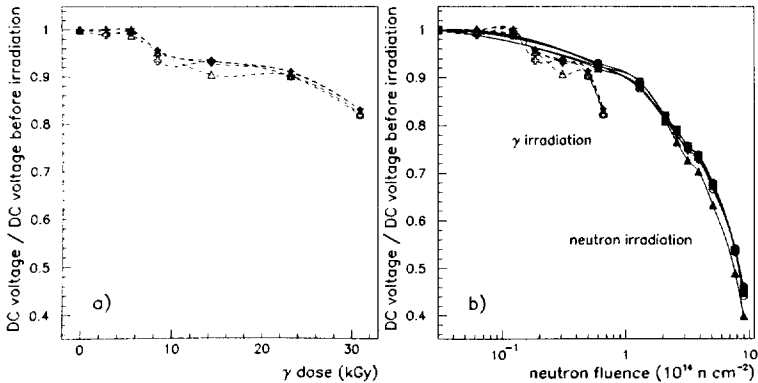 DC voltage / DC voltage before irradiation
1
0.9
0.8
0.7
0.6
0.5
0.4
a)
0
10
20
30
γ dose (kGy)
DC voltage / DC voltage before irradiation
1
0.9
0.8
0.7
0.6
0.5
0.4
γ irradiation
neutron irradiation
b)
10⁻¹
1
10
neutron fluence (10¹⁴ n cm⁻²)